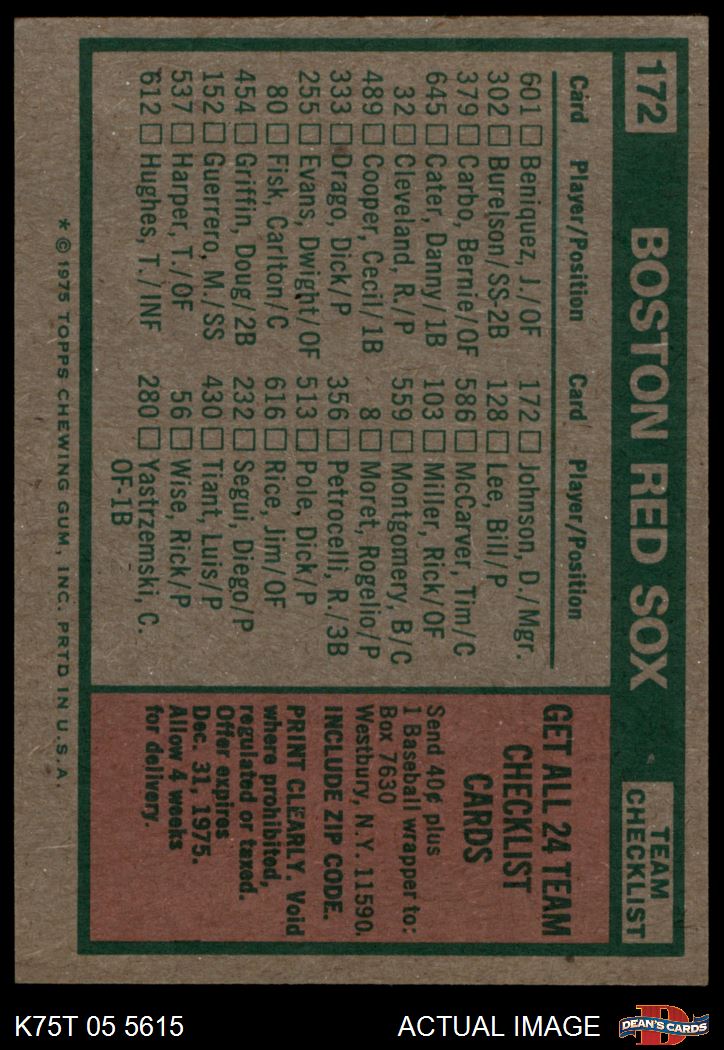 172
BOSTON RED SOX
TEAM
CHECKLIST
Card Player/Position Card Player/Position
601 Beniquez, J./OF 172 Johnson, D./Mgr.
302 Burelson/SS-2B 128 Lee, Bill/P
379 Carbo, Bernie/OF 586 McCarver, Tim/C
645 Cater, Danny/1B 103 Miller, Rick/OF
32 Cleveland, R./P 559 Montgomery, B/C
489 Cooper, Cecil/1B 8 Moret, Rogelio/P
333 Drago, Dick/P 356 Petrocelli, R./3B
255 Evans, Dwight/OF 513 Pole, Dick/P
80 Fisk, Carlton/C 616 Rice, Jim/OF
454 Griffin, Doug/2B 232 Segui, Diego/P
152 Guerrero, M./SS 430 Tiant, Luis/P
537 Harper, T./OF 56 Wise, Rick/P
612 Hughes, T./INF 280 Yastrzemski, C.
OF-1B
GET ALL 24 TEAM
CHECKLIST
CARDS
Send 40¢ plus
1 Baseball wrapper to:
Box 7630
Westbury, N.Y. 11590.
INCLUDE ZIP CODE.
PRINT CLEARLY. Void
where prohibited,
regulated or taxed.
Offer expires
Dec. 31, 1975.
Allow 4 weeks
for delivery.
* © 1975 TOPPS CHEWING GUM, INC. PRTD IN U.S.A.
K75T 05 5615 ACTUAL IMAGE
D
DEAN'S CARDS